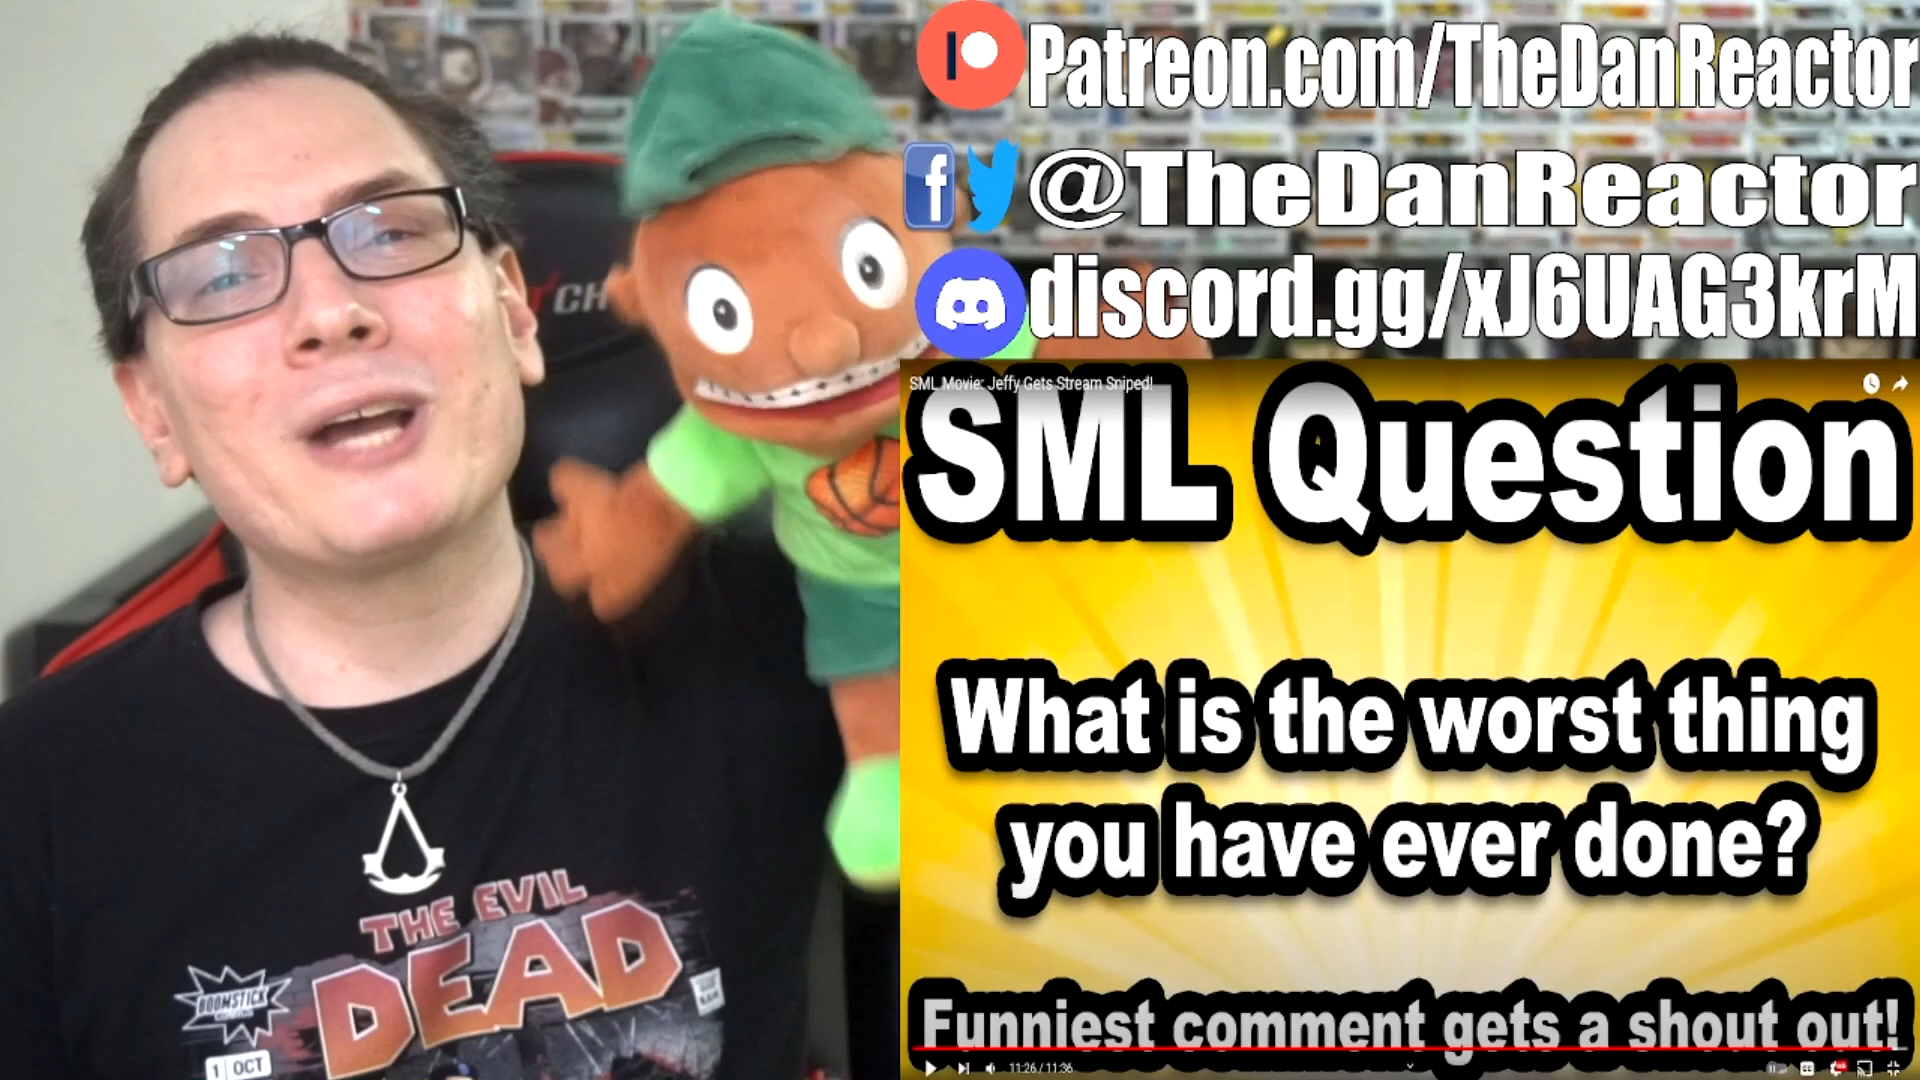 Patreon.com/TheDanReactor
@TheDanReactor
discord.gg/xJ6UAG3krM
CH
SML Movie: Jeffy Gets Stream Sniped!
SML Question
What is the worst thing
you have ever done?
Funniest comment gets a shout out!
11:26 / 11:36
THE EVIL
DEAD
BOOMSTICK
COMICS
1 OCT